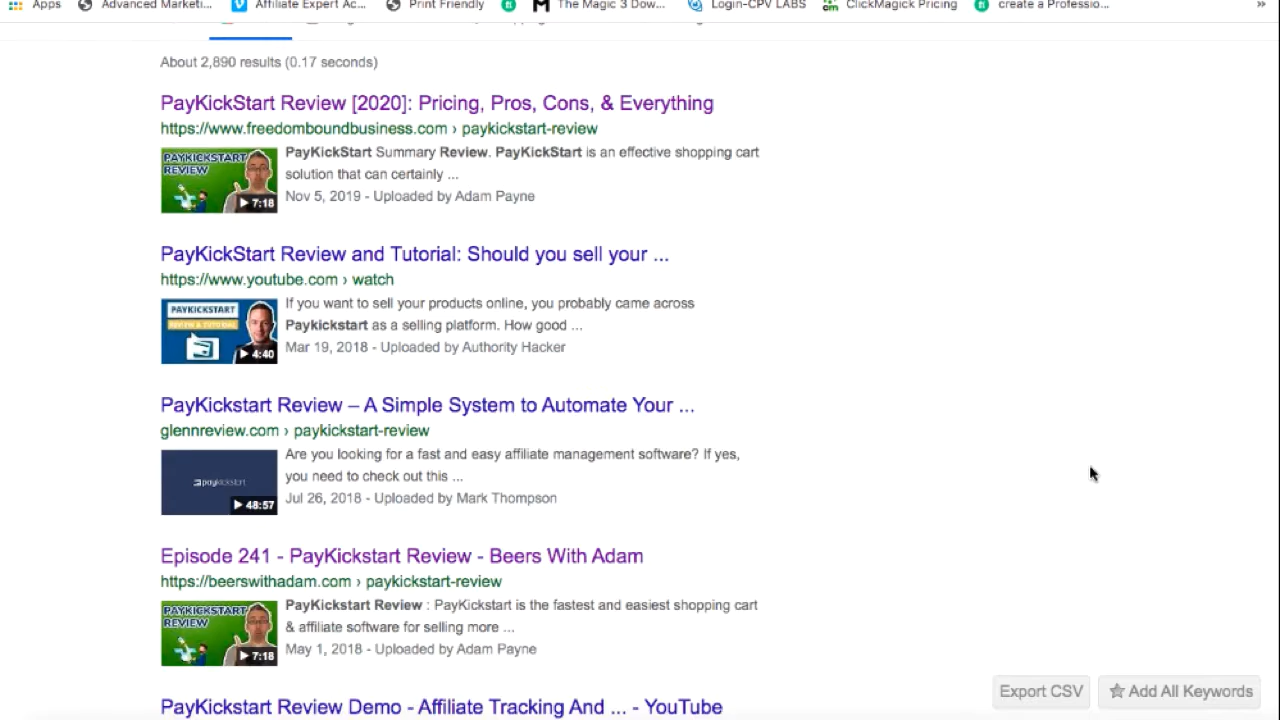 Apps
Advanced Marketi...
Affiliate Expert Ac...
Print Friendly
The Magic 3 Dow...
Login-CPV LABS
ClickMagick Pricing
create a Professio...
»
About 2,890 results (0.17 seconds)
PayKickStart Review [2020]: Pricing, Pros, Cons, & Everything
https://www.freedomboundbusiness.com › paykickstart-review
PAYKICKSTART
REVIEW
7:18
PayKickStart Summary Review. PayKickStart is an effective shopping cart
solution that can certainly ...
Nov 5, 2019 - Uploaded by Adam Payne
PayKickStart Review and Tutorial: Should you sell your ...
https://www.youtube.com › watch
PAYKICKSTART
REVIEW & TUTORIAL
4:40
If you want to sell your products online, you probably came across
Paykickstart as a selling platform. How good ...
Mar 19, 2018 - Uploaded by Authority Hacker
PayKickstart Review – A Simple System to Automate Your ...
glennreview.com › paykickstart-review
paykickstart
48:57
Are you looking for a fast and easy affiliate management software? If yes,
you need to check out this ...
Jul 26, 2018 - Uploaded by Mark Thompson
Episode 241 - PayKickstart Review - Beers With Adam
https://beerswithadam.com › paykickstart-review
PAYKICKSTART
REVIEW
7:18
PayKickstart Review : PayKickstart is the fastest and easiest shopping cart
& affiliate software for selling more ...
May 1, 2018 - Uploaded by Adam Payne
Export CSV
Add All Keywords
PayKickstart Review Demo - Affiliate Tracking And ... - YouTube